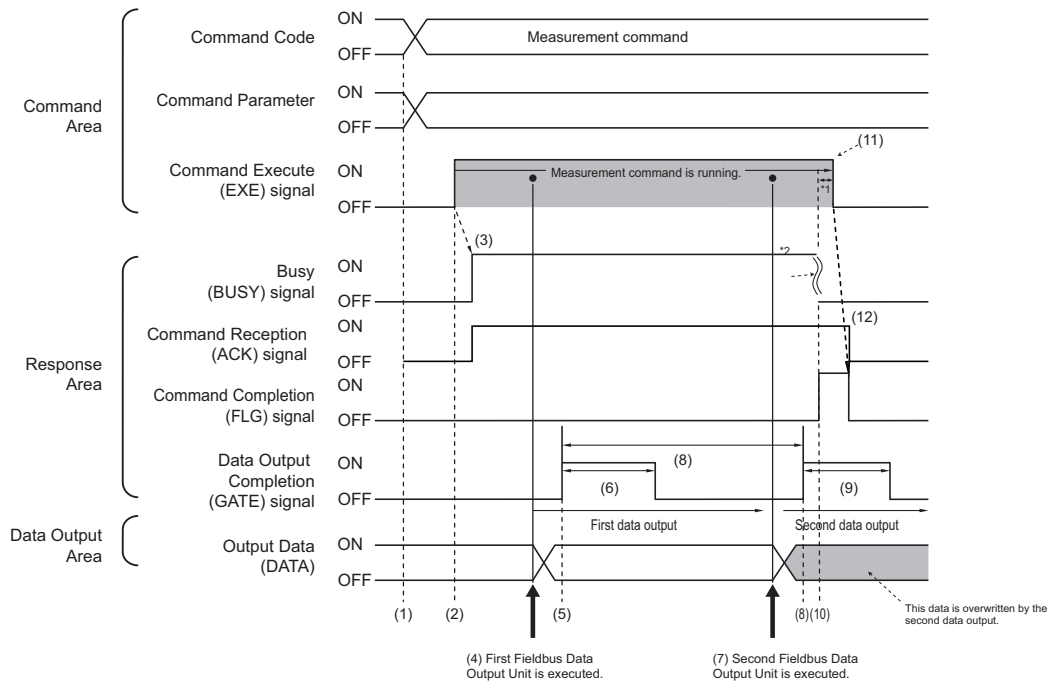 Command
Area
Command Code
ON
OFF
Measurement command
Command Parameter
ON
OFF
Command Execute
(EXE) signal
ON
OFF
Measurement command is running.
*1
(11)
Response
Area
Busy
(BUSY) signal
ON
OFF
(3)
*2
Command Reception
(ACK) signal
ON
OFF
(12)
Command Completion
(FLG) signal
ON
OFF
Data Output
Completion
(GATE) signal
ON
OFF
(8)
(6)
(9)
First data output
Second data output
Data Output
Area
Output Data
(DATA)
ON
OFF
(1)
(2)
(5)
(8)
(10)
This data is overwritten by the
second data output.
(4) First Fieldbus Data
Output Unit is executed.
(7) Second Fieldbus Data
Output Unit is executed.